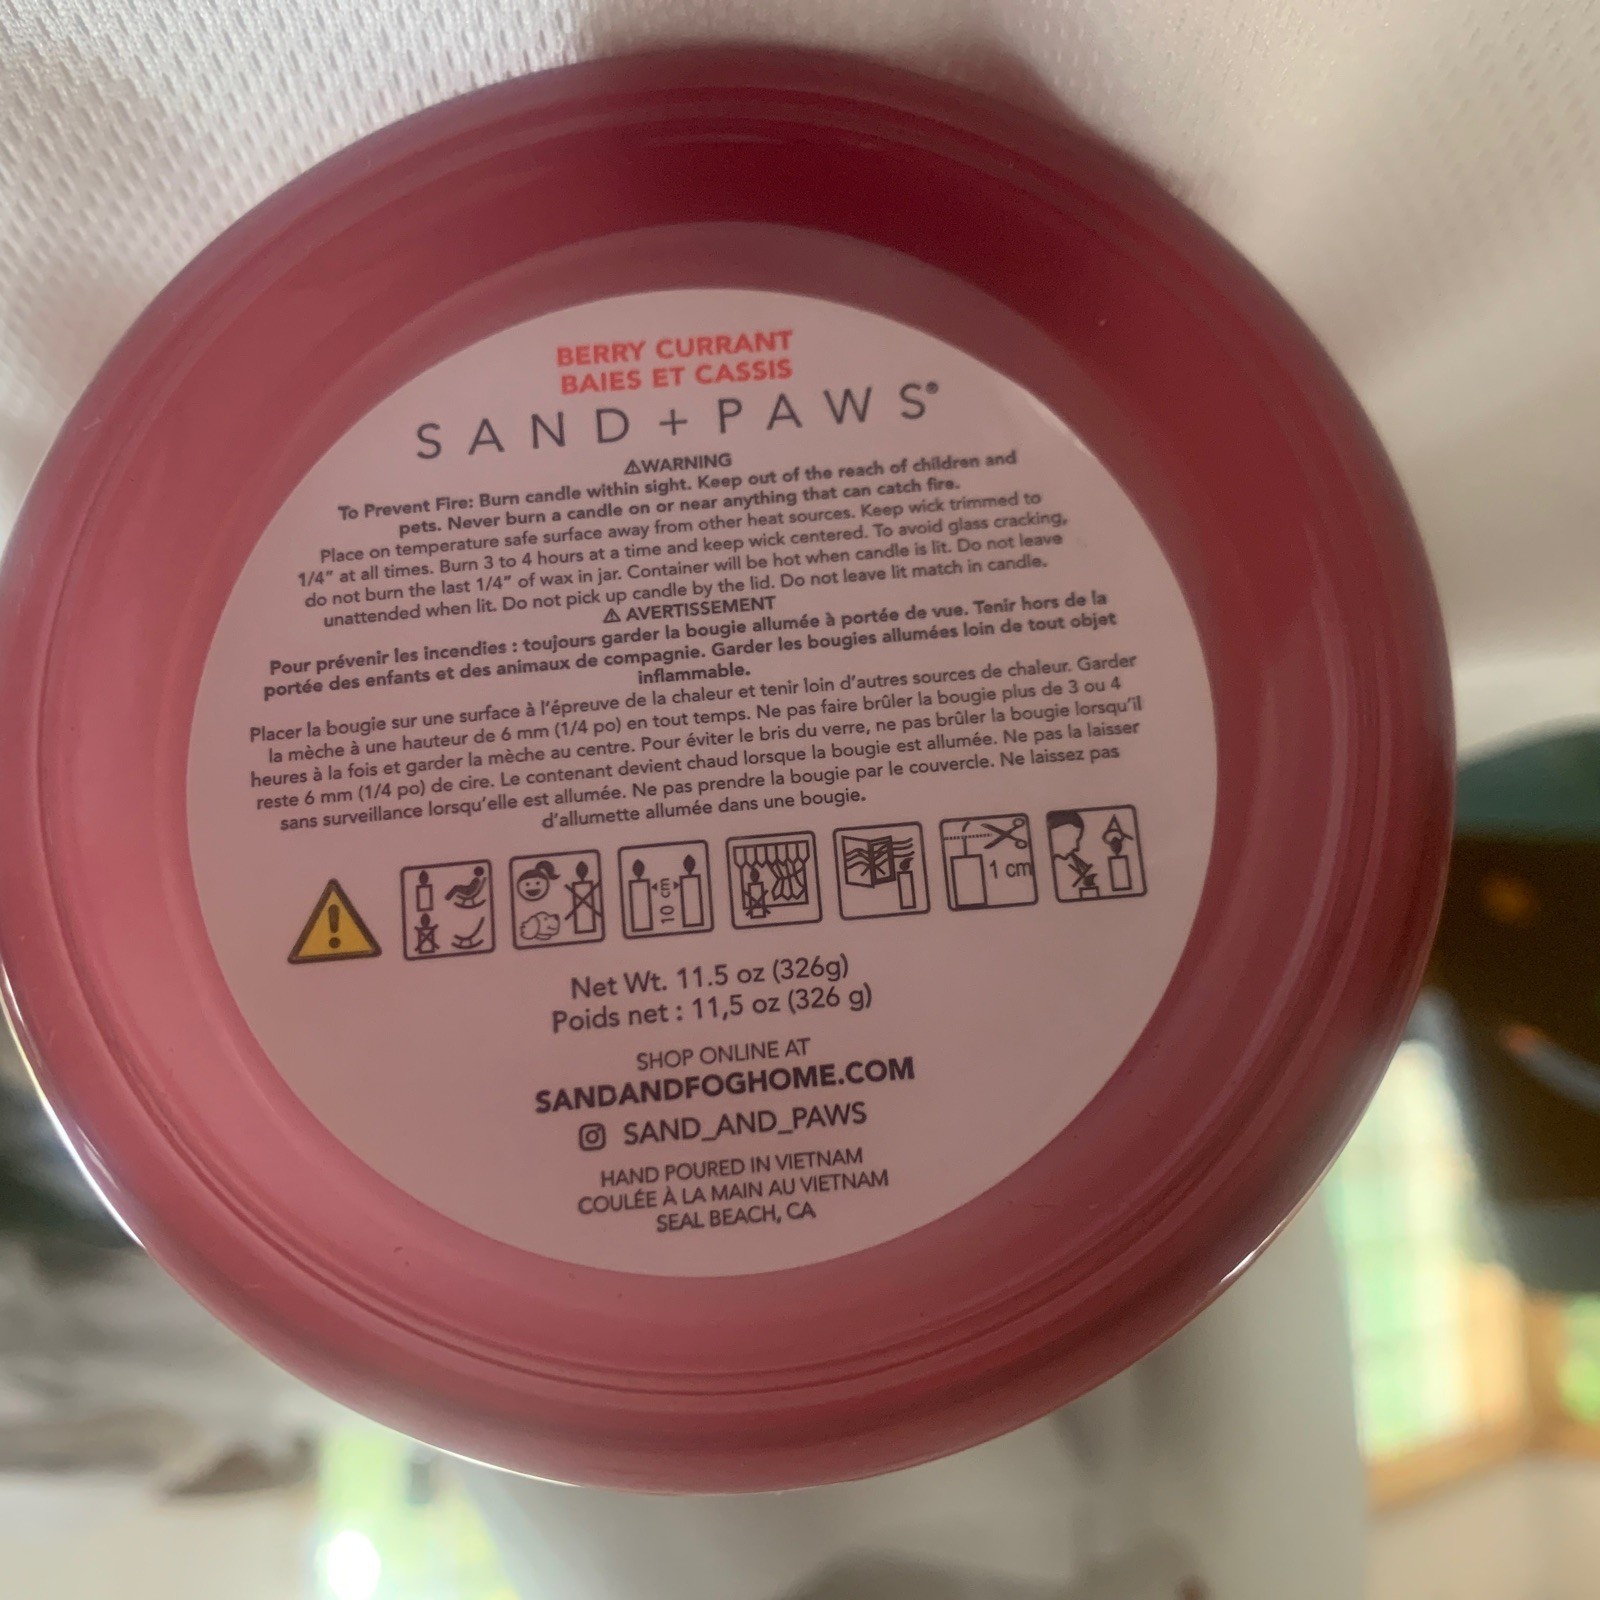 BERRY CURRANT
BAIES ET CASSIS
SAND + PAWS®
⚠WARNING
To Prevent Fire: Burn candle within sight. Keep out of the reach of children and
pets. Never burn a candle on or near anything that can catch fire.
Place on temperature safe surface away from other heat sources. Keep wick trimmed to
1/4” at all times. Burn 3 to 4 hours at a time and keep wick centered. To avoid glass cracking,
do not burn the last 1/4” of wax in jar. Container will be hot when candle is lit. Do not leave
unattended when lit. Do not pick up candle by the lid. Do not leave lit match in candle.
⚠ AVERTISSEMENT
Pour prévenir les incendies : toujours garder la bougie allumée à portée de vue. Tenir hors de la
portée des enfants et des animaux de compagnie. Garder les bougies allumées loin de tout objet
inflammable.
Placer la bougie sur une surface à l’épreuve de la chaleur et tenir loin d’autres sources de chaleur. Garder
la mèche à une hauteur de 6 mm (1/4 po) en tout temps. Ne pas faire brûler la bougie plus de 3 ou 4
heures à la fois et garder la mèche au centre. Pour éviter le bris du verre, ne pas brûler la bougie lorsqu’il
reste 6 mm (1/4 po) de cire. Le contenant devient chaud lorsque la bougie est allumée. Ne pas la laisser
sans surveillance lorsqu’elle est allumée. Ne pas prendre la bougie par le couvercle. Ne laissez pas
d’allumette allumée dans une bougie.
10 cm
1 cm
Net Wt. 11.5 oz (326g)
Poids net : 11,5 oz (326 g)
SHOP ONLINE AT
SANDANDFOGHOME.COM
SAND_AND_PAWS
HAND POURED IN VIETNAM
COULÉE À LA MAIN AU VIETNAM
SEAL BEACH, CA